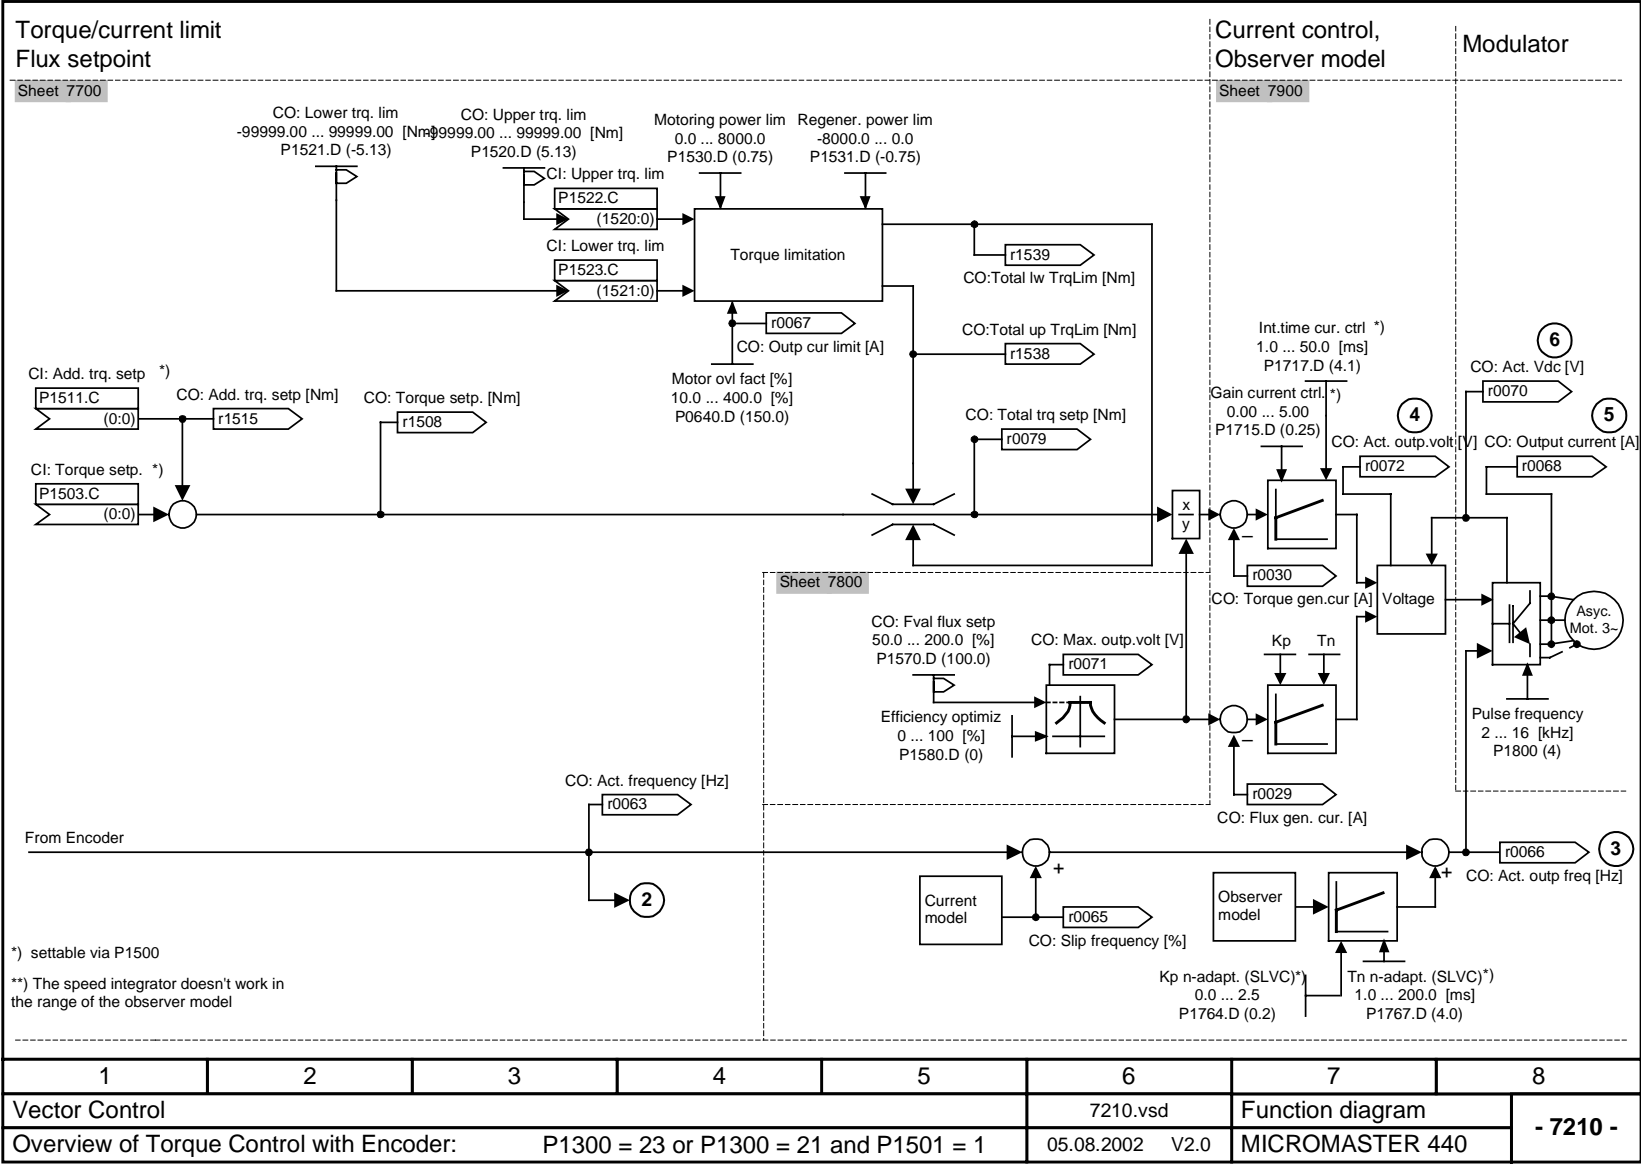 Torque/current limit
Flux setpoint
Current control,
Observer model
Modulator
Sheet 7700
Sheet 7900
CO: Lower trq. lim
-99999.00 ... 99999.00 [Nm]
P1521.D (-5.13)
CO: Upper trq. lim
-99999.00 ... 99999.00 [Nm]
P1520.D (5.13)
Motoring power lim
0.0 ... 8000.0
P1530.D (0.75)
Regener. power lim
-8000.0 ... 0.0
P1531.D (-0.75)
CI: Upper trq. lim
P1522.C
(1520:0)
CI: Lower trq. lim
P1523.C
(1521:0)
Torque limitation
r1539
CO:Total lw TrqLim [Nm]
r0067
CO: Outp cur limit [A]
CO:Total up TrqLim [Nm]
r1538
Motor ovl fact [%]
10.0 ... 400.0 [%]
P0640.D (150.0)
Int.time cur. ctrl *)
1.0 ... 50.0 [ms]
P1717.D (4.1)
Gain current ctrl. *)
0.00 ... 5.00
P1715.D (0.25)
6
CO: Act. Vdc [V]
r0070
4
CO: Act. outp.volt [V]
r0072
5
CO: Output current [A]
r0068
CI: Add. trq. setp *)
P1511.C
(0:0)
CO: Add. trq. setp [Nm]
r1515
CO: Torque setp. [Nm]
r1508
CO: Total trq setp [Nm]
r0079
CI: Torque setp. *)
P1503.C
(0:0)
x
y
–
r0030
CO: Torque gen.cur [A]
Voltage
Asyc.
Mot. 3~
Sheet 7800
CO: Fval flux setp
50.0 ... 200.0 [%]
P1570.D (100.0)
CO: Max. outp.volt [V]
r0071
Kp
Tn
Efficiency optimiz
0 ... 100 [%]
P1580.D (0)
–
Pulse frequency
2 ... 16 [kHz]
P1800 (4)
r0029
CO: Flux gen. cur. [A]
CO: Act. frequency [Hz]
r0063
From Encoder
2
+
+
r0066
3
CO: Act. outp freq [Hz]
Current
model
r0065
CO: Slip frequency [%]
Observer
model
Kp n-adapt. (SLVC)*)
0.0 ... 2.5
P1764.D (0.2)
Tn n-adapt. (SLVC)*)
1.0 ... 200.0 [ms]
P1767.D (4.0)
*) settable via P1500
**) The speed integrator doesn't work in
the range of the observer model
1 2 3 4 5 6 7 8
Vector Control
7210.vsd
Function diagram
- 7210 -
Overview of Torque Control with Encoder: P1300 = 23 or P1300 = 21 and P1501 = 1
05.08.2002 V2.0
MICROMASTER 440